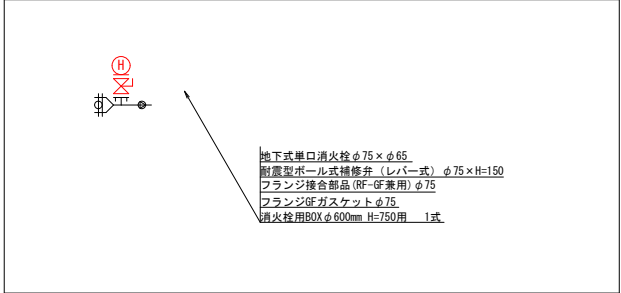 H
地下式単口消火栓φ75×φ65
耐震型ボール式補修弁（レバー式）φ75×H=150
フランジ接合部品(RF-GF兼用)φ75
フランジGFガスケットφ75
消火栓用BOXφ600mm H=750用　1式